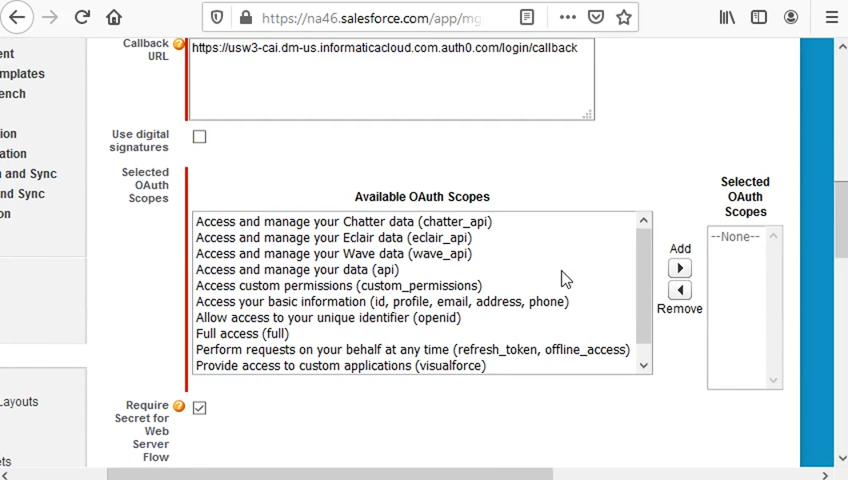 https://na46.salesforce.com/app/mg
Callback
URL
https://usw3-cai.dm-us.informaticacloud.com.auth0.com/login/callback
ent
mplates
ench
ion
ation
n and Sync
and Sync
on
Use digital
signatures
Selected
OAuth
Scopes
Available OAuth Scopes
Access and manage your Chatter data (chatter_api)
Access and manage your Eclair data (eclair_api)
Access and manage your Wave data (wave_api)
Access and manage your data (api)
Access custom permissions (custom_permissions)
Access your basic information (id, profile, email, address, phone)
Allow access to your unique identifier (openid)
Full access (full)
Perform requests on your behalf at any time (refresh_token, offline_access)
Provide access to custom applications (visualforce)
Add
Remove
Selected
OAuth
Scopes
--None--
Layouts
ets
Require
Secret for
Web
Server
Flow